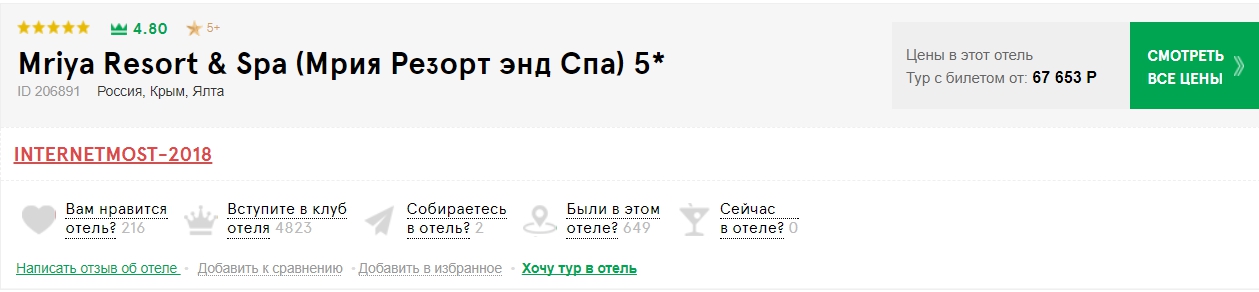 4.80 5+
Mriya Resort & Spa (Мрия Резорт энд Спа) 5*
ID 206891 Россия, Крым, Ялта
Цены в этот отель
Тур с билетом от: 67 653 Р
СМОТРЕТЬ
ВСЕ ЦЕНЫ
INTERNETMOST-2018
Вам нравится
отель? 216
Вступите в клуб
отеля 4823
Собираетесь
в отель? 2
Были в этом
отеле? 649
Сейчас
в отеле? 0
Написать отзыв об отеле • Добавить к сравнению • Добавить в избранное • Хочу тур в отель